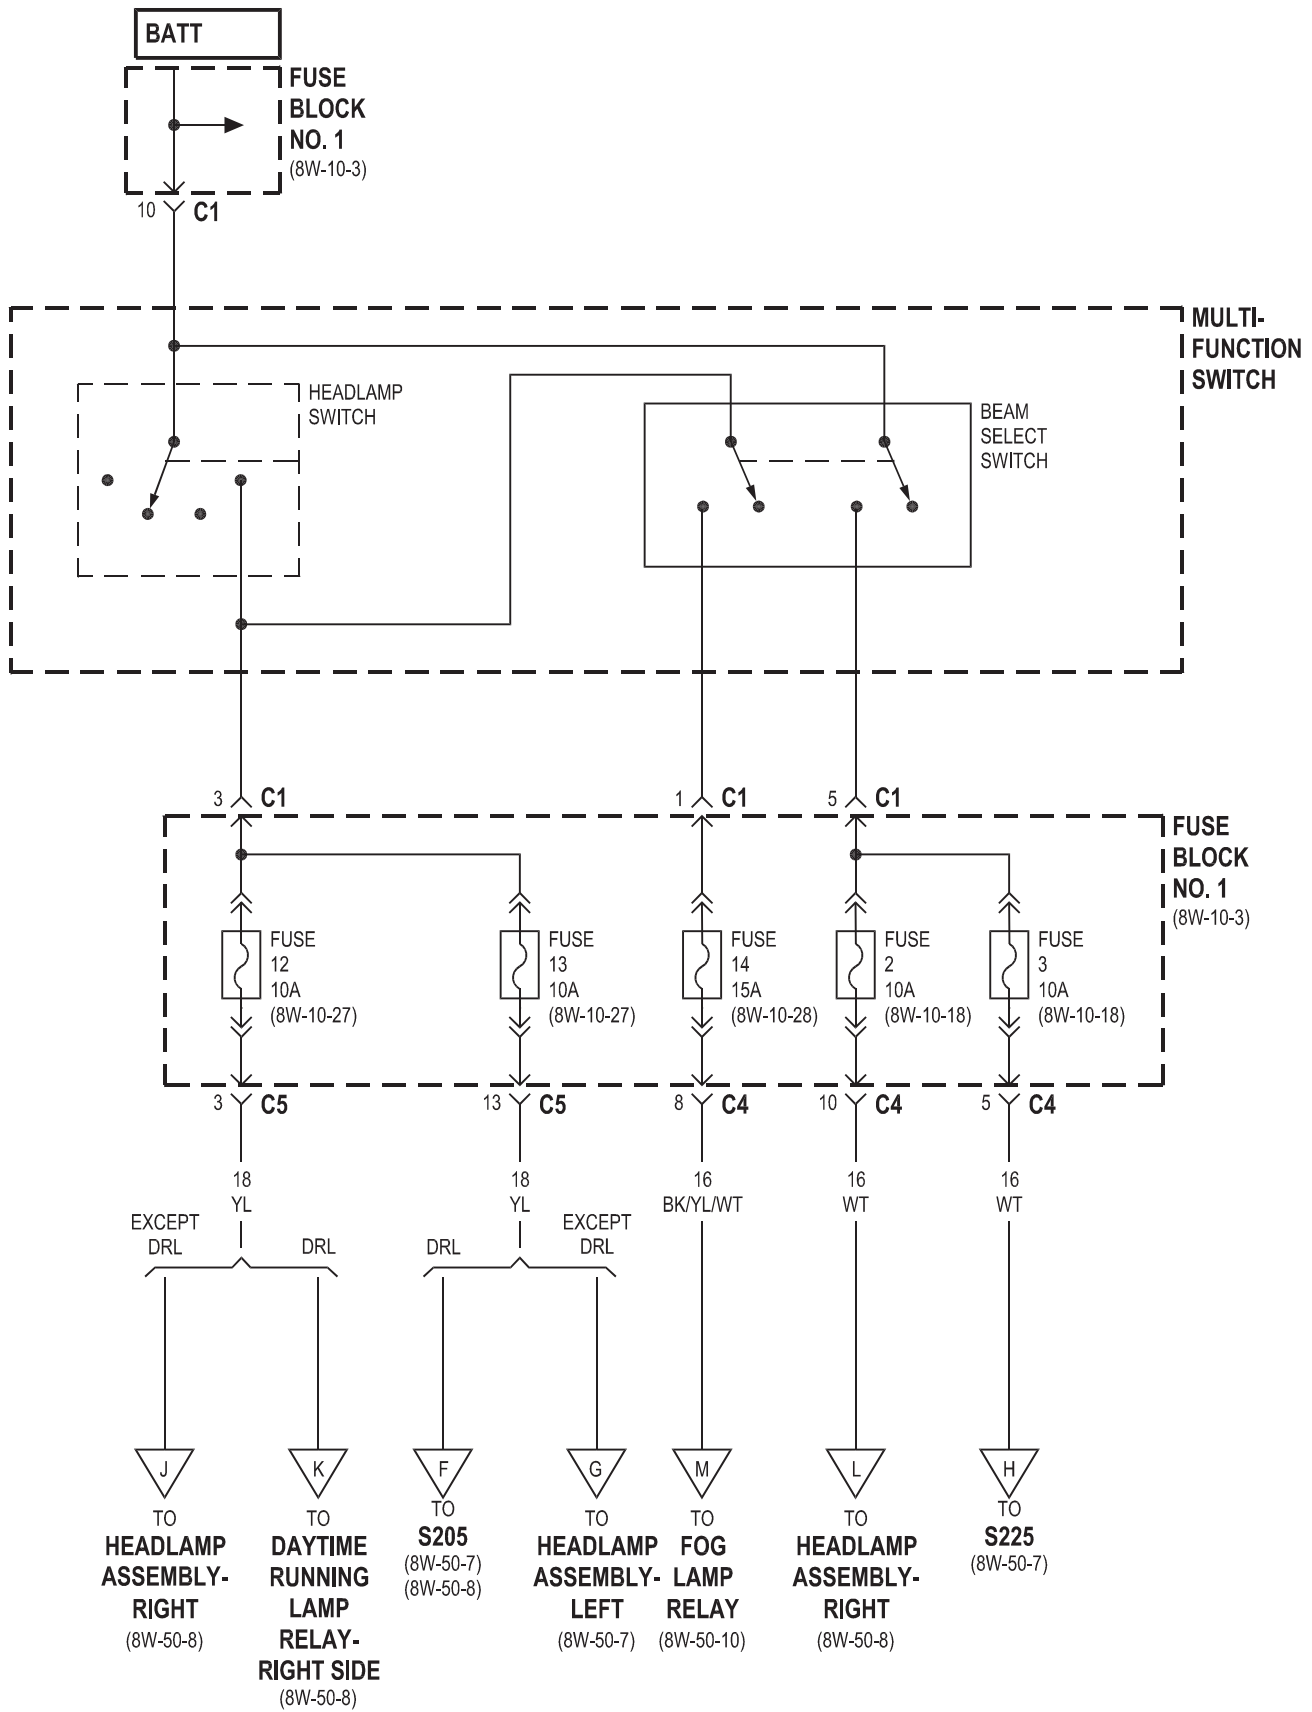 BATT
FUSE
BLOCK
NO. 1
(8W-10-3)
10 C1
MULTI-
FUNCTION
SWITCH
HEADLAMP
SWITCH
BEAM
SELECT
SWITCH
3 C1
1 C1
5 C1
FUSE
BLOCK
NO. 1
(8W-10-3)
FUSE
12
10A
(8W-10-27)
FUSE
13
10A
(8W-10-27)
FUSE
14
15A
(8W-10-28)
FUSE
2
10A
(8W-10-18)
FUSE
3
10A
(8W-10-18)
3 C5
13 C5
8 C4
10 C4
5 C4
18
YL
18
YL
16
BK/YL/WT
16
WT
16
WT
EXCEPT
DRL
DRL
DRL
EXCEPT
DRL
J
TO
HEADLAMP
ASSEMBLY-
RIGHT
(8W-50-8)
K
TO
DAYTIME
RUNNING
LAMP
RELAY-
RIGHT SIDE
(8W-50-8)
F
TO
S205
(8W-50-7)
(8W-50-8)
G
TO
HEADLAMP
ASSEMBLY-
LEFT
(8W-50-7)
M
TO
FOG
LAMP
RELAY
(8W-50-10)
L
TO
HEADLAMP
ASSEMBLY-
RIGHT
(8W-50-8)
H
TO
S225
(8W-50-7)